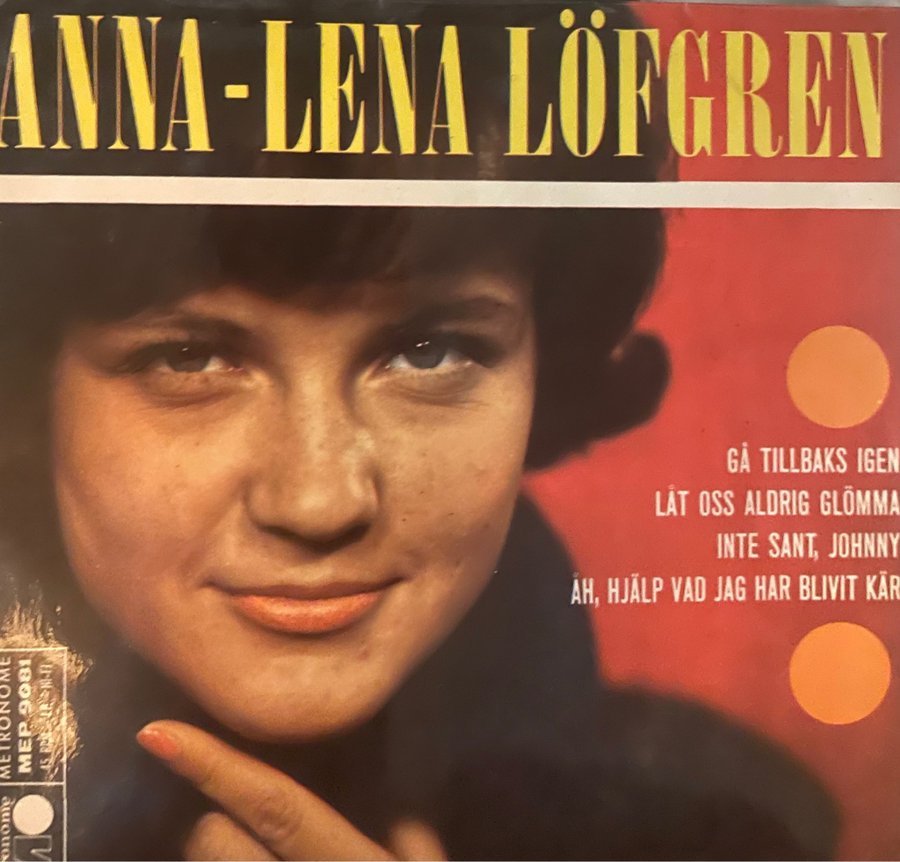 ANNA-LENA LÖFGREN
GÅ TILLBAKS IGEN
LÅT OSS ALDRIG GLÖMMA
INTE SANT, JOHNNY
ÅH, HJÄLP VAD JAG HAR BLIVIT KÄR
METRONOME
MEP 9081
onome